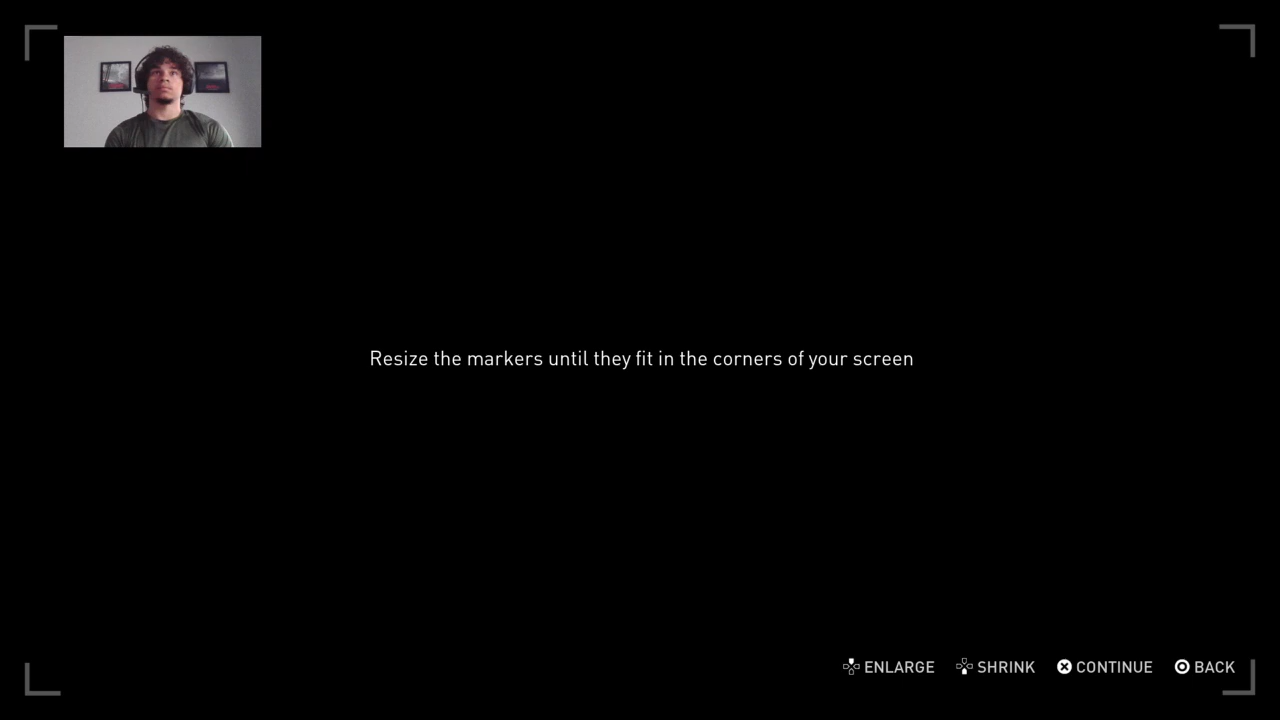 Resize the markers until they fit in the corners of your screen
ENLARGE SHRINK CONTINUE BACK